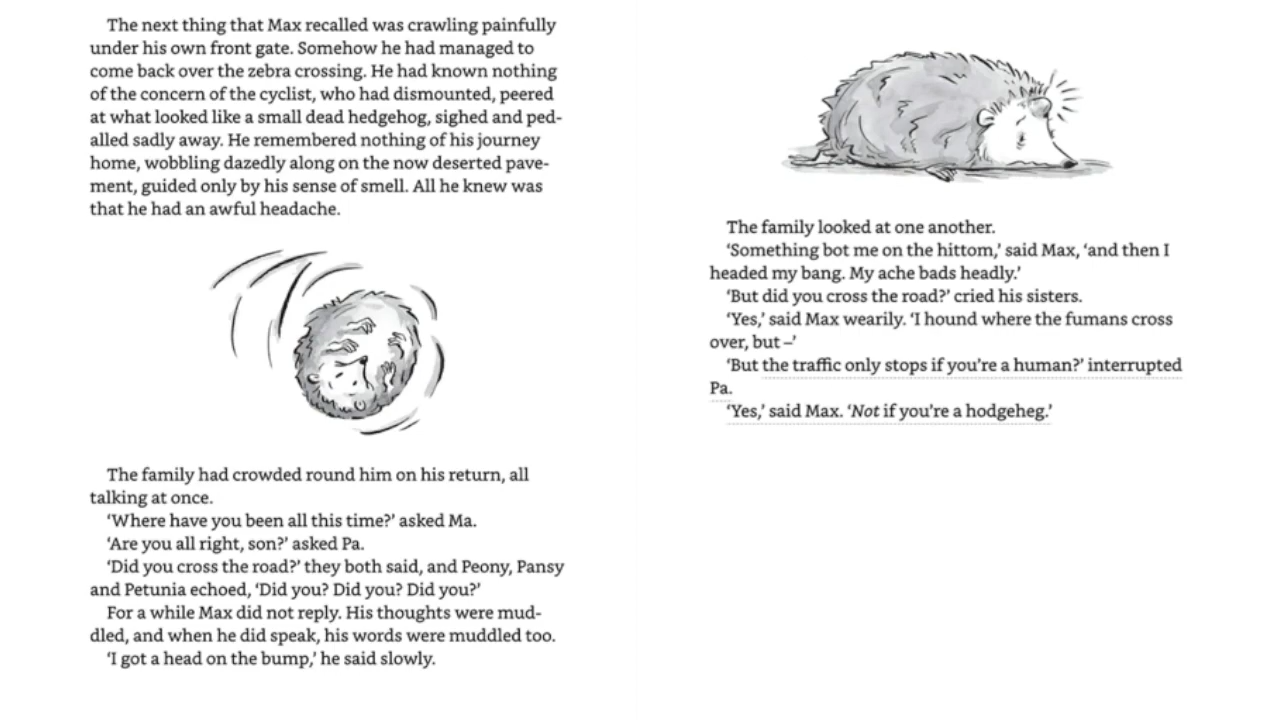 The next thing that Max recalled was crawling painfully
under his own front gate. Somehow he had managed to
come back over the zebra crossing. He had known nothing
of the concern of the cyclist, who had dismounted, peered
at what looked like a small dead hedgehog, sighed and ped-
alled sadly away. He remembered nothing of his journey
home, wobbling dazedly along on the now deserted pave-
ment, guided only by his sense of smell. All he knew was
that he had an awful headache.
The family had crowded round him on his return, all
talking at once.
‘Where have you been all this time?’ asked Ma.
‘Are you all right, son?’ asked Pa.
‘Did you cross the road?’ they both said, and Peony, Pansy
and Petunia echoed, ‘Did you? Did you? Did you?’
For a while Max did not reply. His thoughts were mud-
dled, and when he did speak, his words were muddled too.
‘I got a head on the bump,’ he said slowly.
The family looked at one another.
‘Something bot me on the hittom,’ said Max, ‘and then I
headed my bang. My ache bads headly.’
‘But did you cross the road?’ cried his sisters.
‘Yes,’ said Max wearily. ‘I hound where the fumans cross
over, but –’
‘But the traffic only stops if you’re a human?’ interrupted
Pa.
‘Yes,’ said Max. ‘Not if you’re a hodgeheg.’